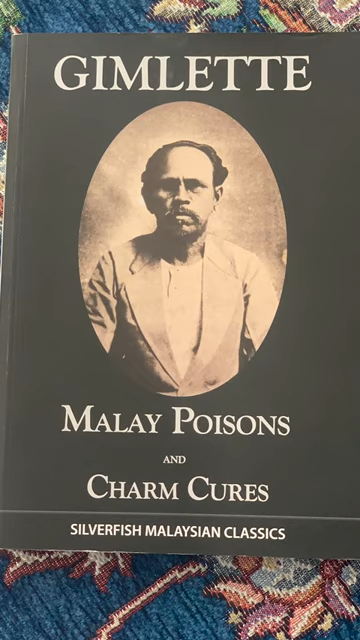 GIMLETTE
MALAY POISONS
AND
CHARM CURES
SILVERFISH MALAYSIAN CLASSICS